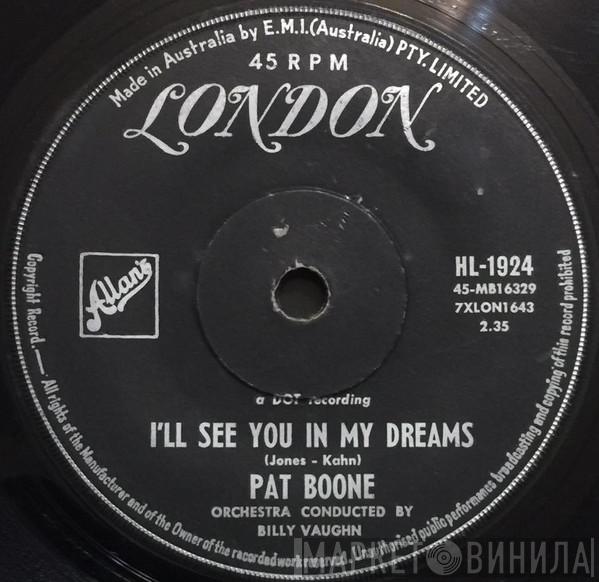 Made in Australia by E.M.I.(Australia) PTY. LIMITED
45 RPM
LONDON
Allan's
HL-1924
45-MB16329
7XLON1643
2.35
a DOT recording
I'LL SEE YOU IN MY DREAMS
(Jones - Kahn)
PAT BOONE
ORCHESTRA CONDUCTED BY
BILLY VAUGHN
Copyright Record. — All rights of the Manufacturer and of the Owner of the recorded work reserved. Unauthorised public performance broadcasting and copying of this record prohibited
МАРКЕТ ВИНИЛА